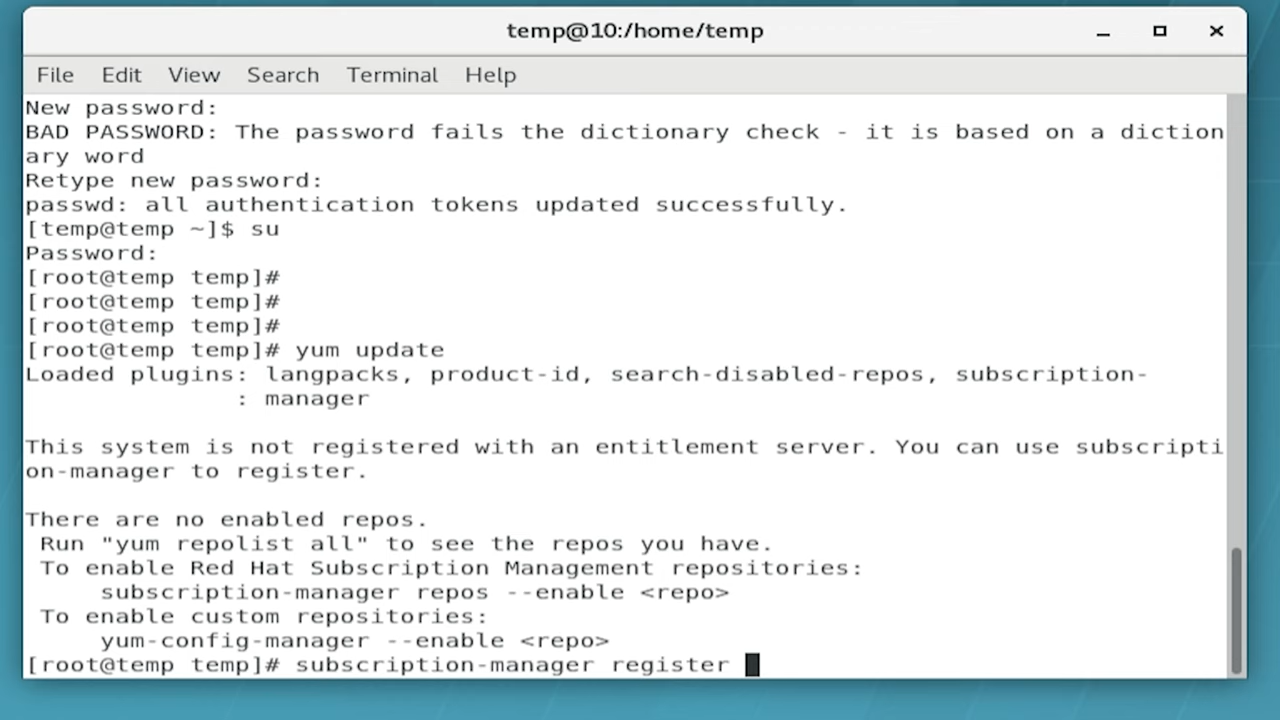 temp@10:/home/temp
File Edit View Search Terminal Help
New password:
BAD PASSWORD: The password fails the dictionary check - it is based on a diction
ary word
Retype new password:
passwd: all authentication tokens updated successfully.
[temp@temp ~]$ su
Password:
[root@temp temp]#
[root@temp temp]#
[root@temp temp]#
[root@temp temp]# yum update
Loaded plugins: langpacks, product-id, search-disabled-repos, subscription-
              : manager

This system is not registered with an entitlement server. You can use subscripti
on-manager to register.

There are no enabled repos.
 Run "yum repolist all" to see the repos you have.
 To enable Red Hat Subscription Management repositories:
     subscription-manager repos --enable <repo>
 To enable custom repositories:
     yum-config-manager --enable <repo>
[root@temp temp]# subscription-manager register